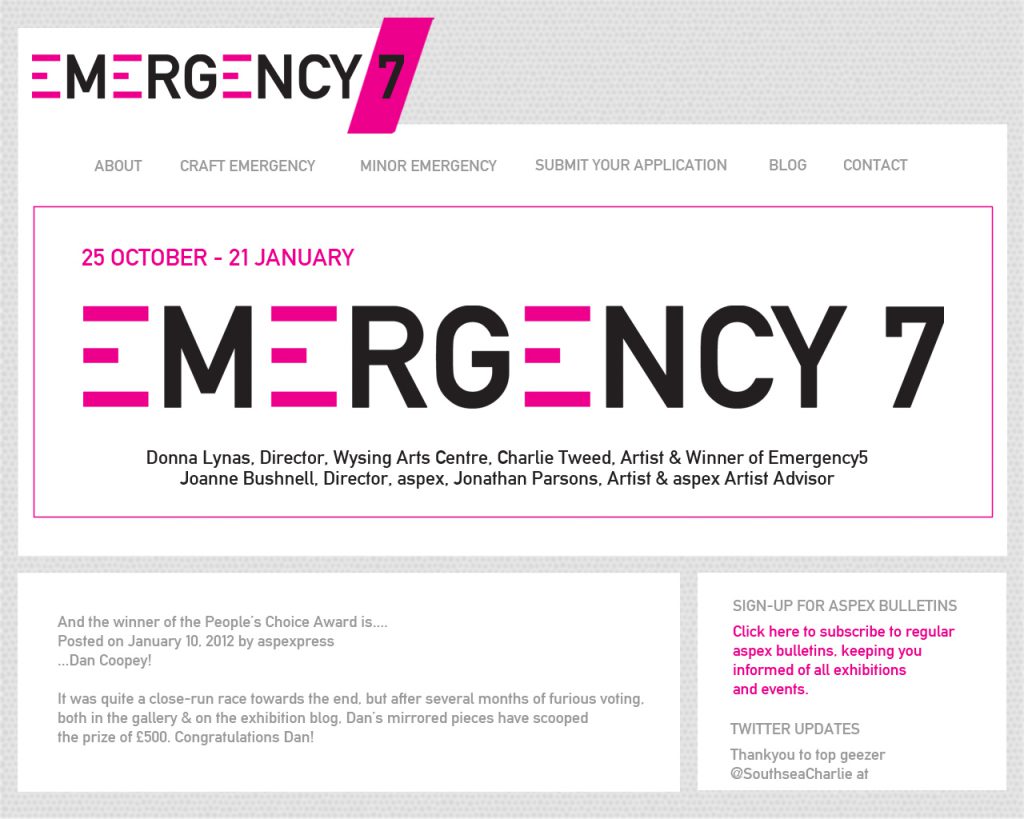 EMERGENCY 7
ABOUT CRAFT EMERGENCY MINOR EMERGENCY SUBMIT YOUR APPLICATION BLOG CONTACT
25 OCTOBER - 21 JANUARY
EMERGENCY 7
Donna Lynas, Director, Wysing Arts Centre, Charlie Tweed, Artist & Winner of Emergency5
Joanne Bushnell, Director, aspex, Jonathan Parsons, Artist & aspex Artist Advisor
And the winner of the People's Choice Award is....
Posted on January 10, 2012 by aspexpress
...Dan Coopey!
It was quite a close-run race towards the end, but after several months of furious voting,
both in the gallery & on the exhibition blog, Dan's mirrored pieces have scooped
the prize of £500. Congratulations Dan!
SIGN-UP FOR ASPEX BULLETINS
Click here to subscribe to regular
aspex bulletins, keeping you
informed of all exhibitions
and events.
TWITTER UPDATES
Thankyou to top geezer
@SouthseaCharlie at